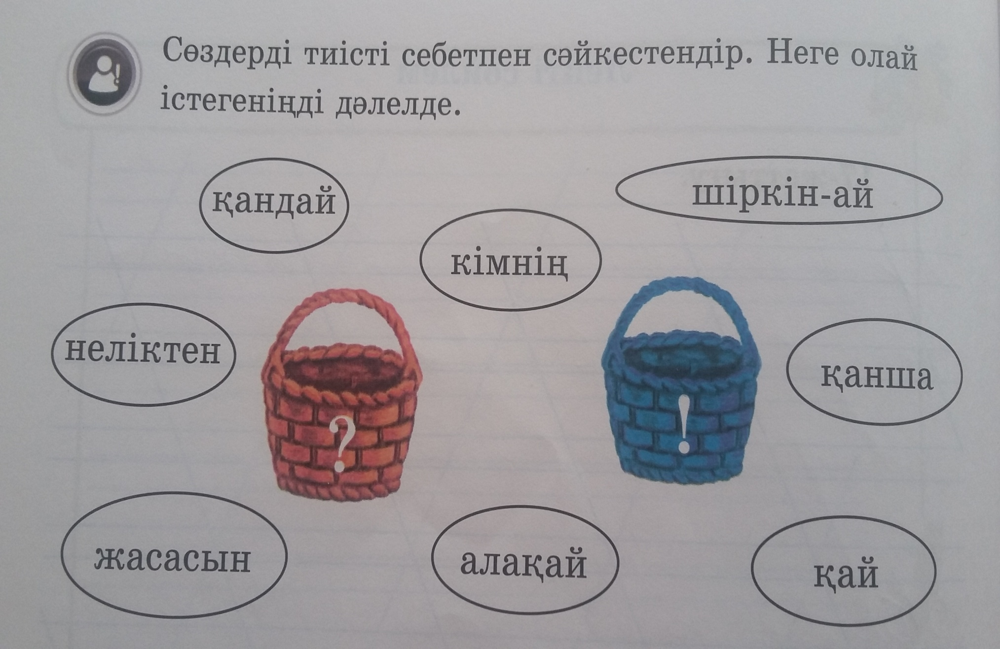 Сөздерді тиісті себетпен сәйкестендір. Неге олай
істегеніңді дәлелде.
қандай
шіркін-ай
кімнің
неліктен
қанша
?
!
жасасын
алақай
қай